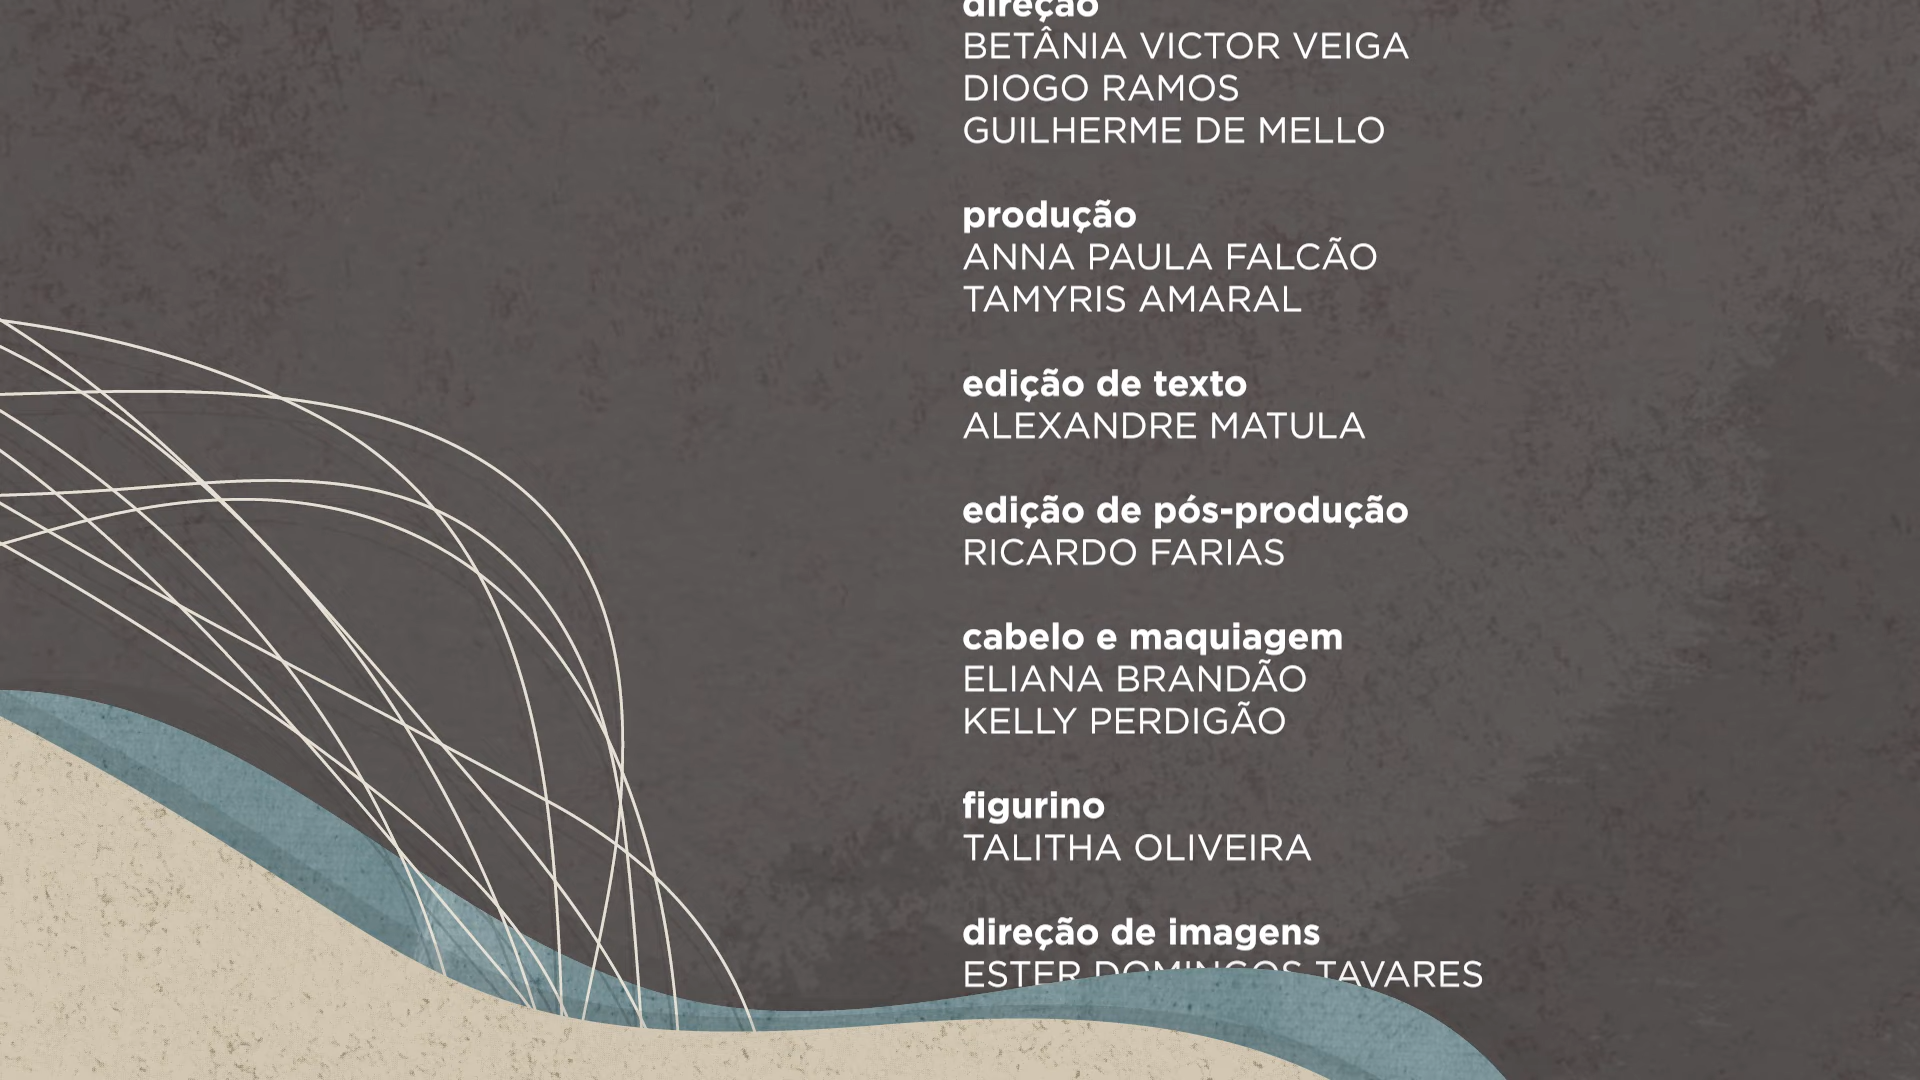 direção
BETÂNIA VICTOR VEIGA
DIOGO RAMOS
GUILHERME DE MELLO
produção
ANNA PAULA FALCÃO
TAMYRIS AMARAL
edição de texto
ALEXANDRE MATULA
edição de pós-produção
RICARDO FARIAS
cabelo e maquiagem
ELIANA BRANDÃO
KELLY PERDIGÃO
figurino
TALITHA OLIVEIRA
direção de imagens
ESTER DOMINGOS TAVARES